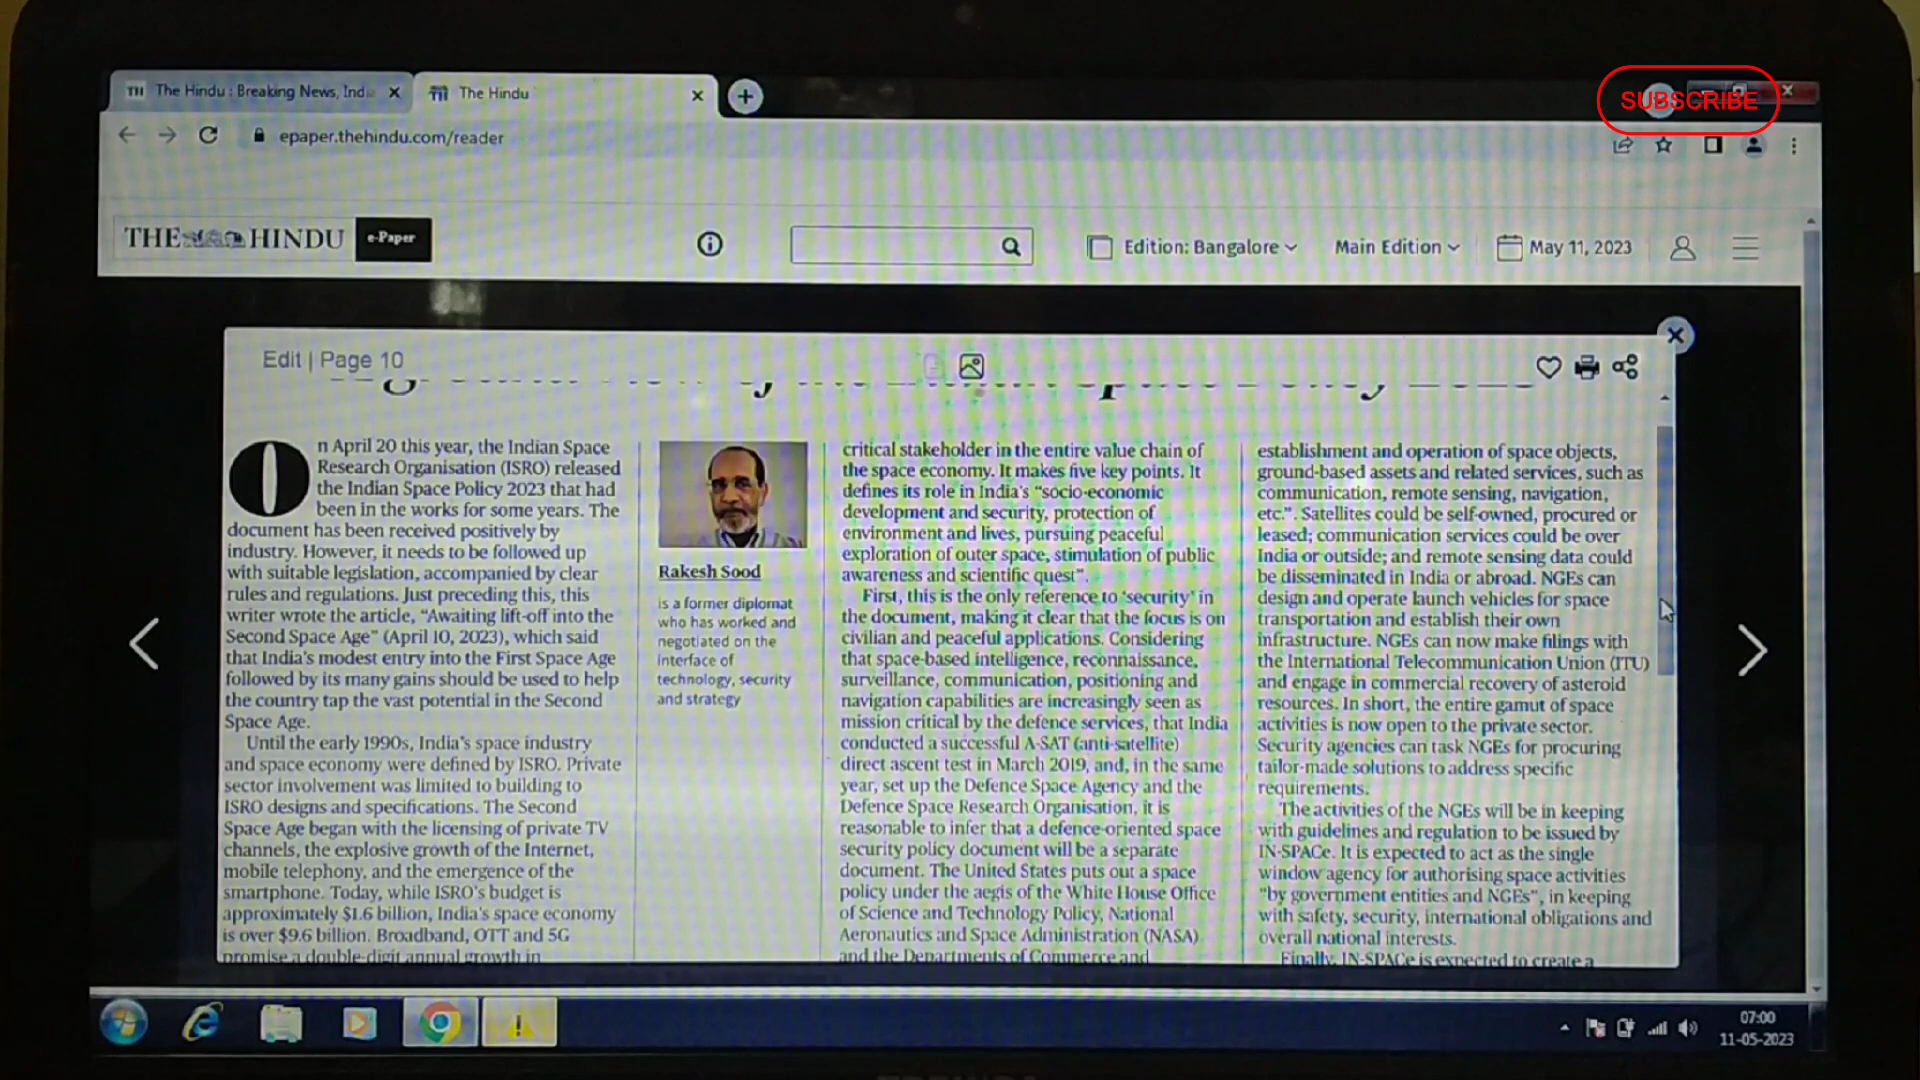 The Hindu : Breaking News, Indi
The Hindu
SUBSCRIBE
epaper.thehindu.com/reader
THE HINDU
e-Paper
Edition: Bangalore
Main Edition
May 11, 2023
Edit | Page 10
On April 20 this year, the Indian Space
Research Organisation (ISRO) released
the Indian Space Policy 2023 that had
been in the works for some years. The
document has been received positively by
industry. However, it needs to be followed up
with suitable legislation, accompanied by clear
rules and regulations. Just preceding this, this
writer wrote the article, “Awaiting lift-off into the
Second Space Age” (April 10, 2023), which said
that India’s modest entry into the First Space Age
followed by its many gains should be used to help
the country tap the vast potential in the Second
Space Age.
Until the early 1990s, India’s space industry
and space economy were defined by ISRO. Private
sector involvement was limited to building to
ISRO designs and specifications. The Second
Space Age began with the licensing of private TV
channels, the explosive growth of the Internet,
mobile telephony, and the emergence of the
smartphone. Today, while ISRO’s budget is
approximately $1.6 billion, India’s space economy
is over $9.6 billion. Broadband, OTT and 5G
promise a double-digit annual growth in
Rakesh Sood
is a former diplomat
who has worked and
negotiated on the
interface of
technology, security
and strategy
critical stakeholder in the entire value chain of
the space economy. It makes five key points. It
defines its role in India’s “socio-economic
development and security, protection of
environment and lives, pursuing peaceful
exploration of outer space, stimulation of public
awareness and scientific quest”.
First, this is the only reference to ‘security’ in
the document, making it clear that the focus is on
civilian and peaceful applications. Considering
that space-based intelligence, reconnaissance,
surveillance, communication, positioning and
navigation capabilities are increasingly seen as
mission critical by the defence services, that India
conducted a successful A-SAT (anti-satellite)
direct ascent test in March 2019, and, in the same
year, set up the Defence Space Agency and the
Defence Space Research Organisation, it is
reasonable to infer that a defence-oriented space
security policy document will be a separate
document. The United States puts out a space
policy under the aegis of the White House Office
of Science and Technology Policy, National
Aeronautics and Space Administration (NASA)
and the Departments of Commerce and
establishment and operation of space objects,
ground-based assets and related services, such as
communication, remote sensing, navigation,
etc.”. Satellites could be self-owned, procured or
leased; communication services could be over
India or outside; and remote sensing data could
be disseminated in India or abroad. NGEs can
design and operate launch vehicles for space
transportation and establish their own
infrastructure. NGEs can now make filings with
the International Telecommunication Union (ITU)
and engage in commercial recovery of asteroid
resources. In short, the entire gamut of space
activities is now open to the private sector.
Security agencies can task NGEs for procuring
tailor-made solutions to address specific
requirements.
The activities of the NGEs will be in keeping
with guidelines and regulation to be issued by
IN-SPACe. It is expected to act as the single
window agency for authorising space activities
“by government entities and NGEs”, in keeping
with safety, security, international obligations and
overall national interests.
Finally, IN-SPACe is expected to create a
07:00
11-05-2023